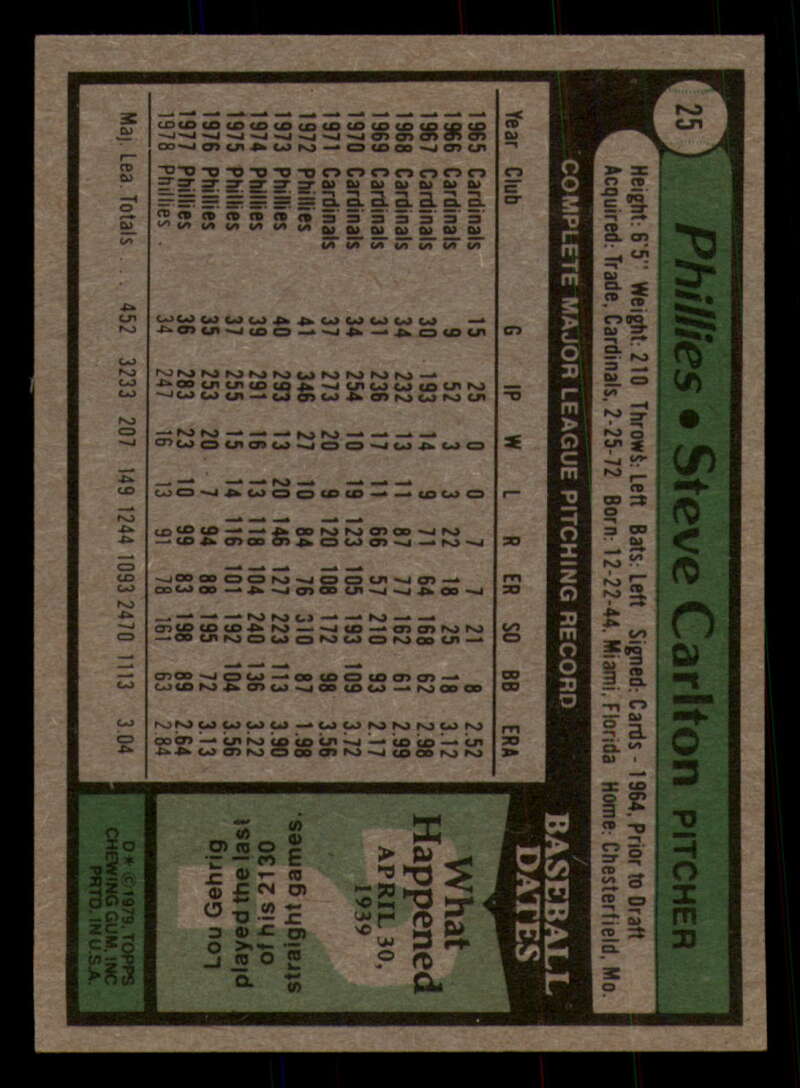 25
Phillies • Steve Carlton PITCHER
Height: 6'5" Weight: 210 Throws: Left Bats: Left Signed: Cards - 1964, Prior to Draft
Acquired: Trade, Cardinals, 2-25-72 Born: 12-22-44, Miami, Florida Home: Chesterfield, Mo.
COMPLETE MAJOR LEAGUE PITCHING RECORD
Year Club G IP W L R ER SO BB ERA
1965 Cardinals 15 25 0 0 7 7 21 8 2.52
1966 Cardinals 9 52 3 3 22 18 25 18 3.12
1967 Cardinals 30 193 14 9 71 64 168 62 2.98
1968 Cardinals 34 232 13 11 87 77 162 61 2.99
1969 Cardinals 31 236 17 11 66 57 210 93 2.17
1970 Cardinals 34 254 10 19 123 105 193 109 3.72
1971 Cardinals 37 273 20 9 120 108 172 98 3.56
1972 Phillies 41 346 27 10 84 76 310 87 1.98
1973 Phillies 40 293 13 20 146 127 223 113 3.90
1974 Phillies 39 291 16 13 118 104 240 136 3.22
1975 Phillies 37 255 15 14 116 101 192 104 3.56
1976 Phillies 35 253 20 7 94 88 195 72 3.13
1977 Phillies 36 283 23 10 99 83 198 89 2.64
1978 Phillies 34 247 16 13 91 78 161 63 2.84
Maj. Lea. Totals . . . 452 3233 207 149 1244 1093 2470 1113 3.04
BASEBALL
DATES
What
Happened
APRIL 30,
1939
Lou Gehrig
played the last
of his 2130
straight games.
D* © 1979, TOPPS
CHEWING GUM, INC
PRTD. IN U.S.A.